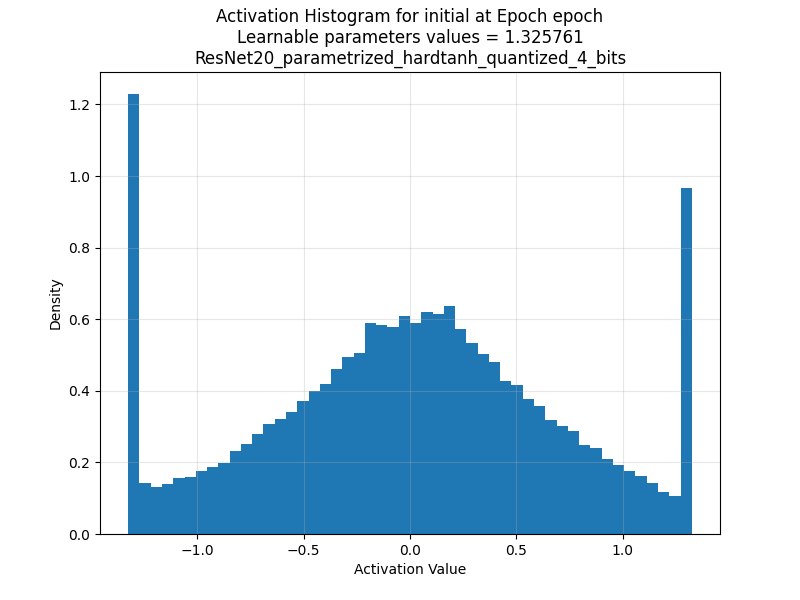 Activation Histogram for initial at Epoch epoch
Learnable parameters values = 1.325761
ResNet20_parametrized_hardtanh_quantized_4_bits
1.2
1.0
0.8
0.6
0.4
0.2
0.0
Density
−1.0 −0.5 0.0 0.5 1.0
Activation Value